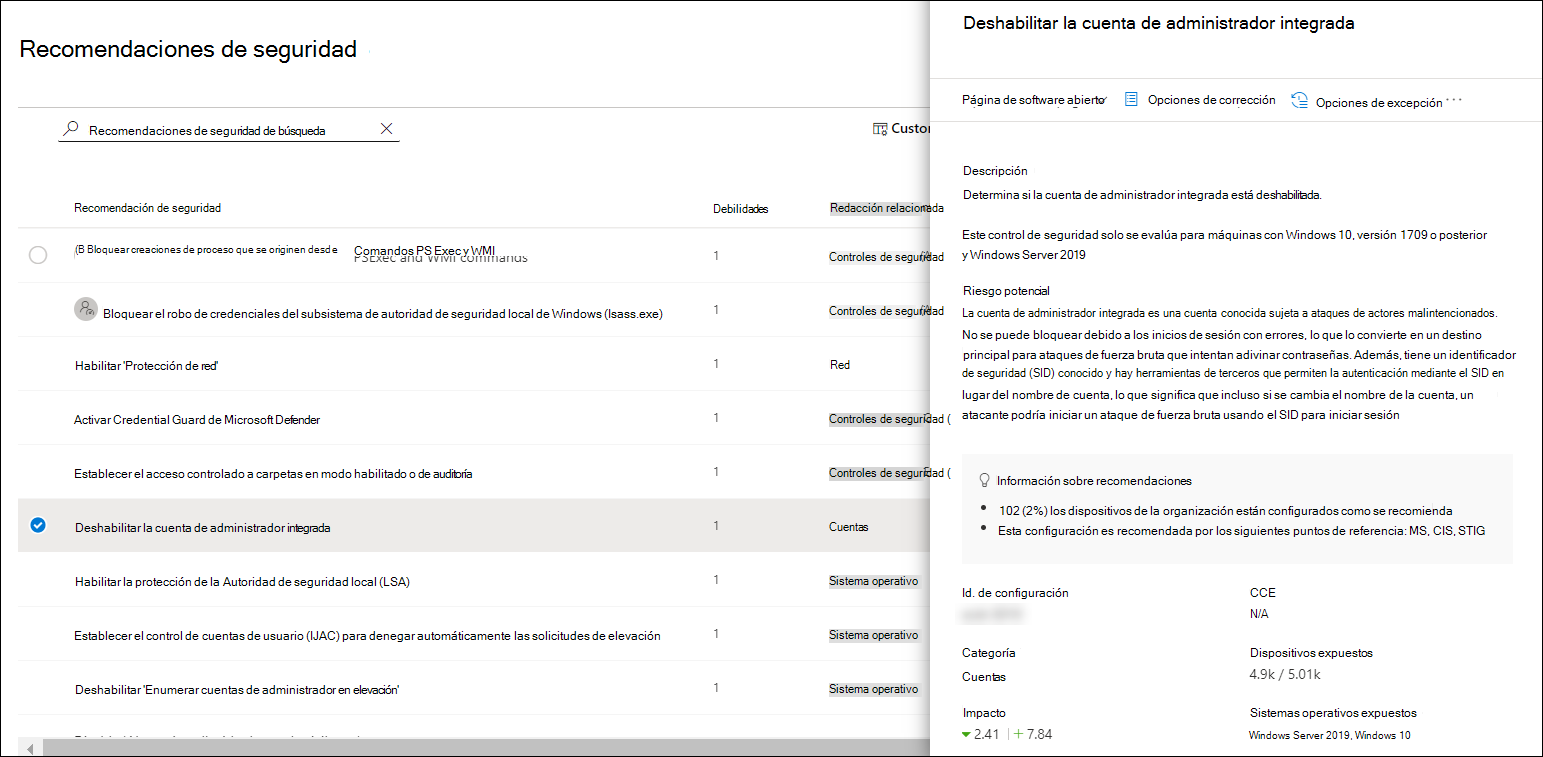 Recomendaciones de seguridad
Recomendaciones de seguridad de búsqueda
Custo
Recomendación de seguridad Debilidades Redacción relacionada
(B Bloquear creaciones de proceso que se originen desde Comandos PS Exec y WMI 1 Controles de seguridad
PSExec and WMI commands
Bloquear el robo de credenciales del subsistema de autoridad de seguridad local de Windows (lsass.exe) 1 Controles de seguridad
Habilitar 'Protección de red' 1 Red
Activar Credential Guard de Microsoft Defender 1 Controles de seguridad (
Establecer el acceso controlado a carpetas en modo habilitado o de auditoría 1 Controles de seguridad (
Deshabilitar la cuenta de administrador integrada 1 Cuentas
Habilitar la protección de la Autoridad de seguridad local (LSA) 1 Sistema operativo
Establecer el control de cuentas de usuario (IJAC) para denegar automáticamente las solicitudes de elevación 1 Sistema operativo
Deshabilitar 'Enumerar cuentas de administrador en elevación' 1 Sistema operativo
Deshabilitar la cuenta de administrador integrada
Página de software abierto Opciones de corrección Opciones de excepción ...
Descripción
Determina si la cuenta de administrador integrada está deshabilitada.
Este control de seguridad solo se evalúa para máquinas con Windows 10, versión 1709 o posterior
y Windows Server 2019
Riesgo potencial
La cuenta de administrador integrada es una cuenta conocida sujeta a ataques de actores malintencionados.
No se puede bloquear debido a los inicios de sesión con errores, lo que lo convierte en un destino
principal para ataques de fuerza bruta que intentan adivinar contraseñas. Además, tiene un identificador
de seguridad (SID) conocido y hay herramientas de terceros que permiten la autenticación mediante el SID en
lugar del nombre de cuenta, lo que significa que incluso si se cambia el nombre de la cuenta, un
atacante podría iniciar un ataque de fuerza bruta usando el SID para iniciar sesión
Información sobre recomendaciones
• 102 (2%) los dispositivos de la organización están configurados como se recomienda
• Esta configuración es recomendada por los siguientes puntos de referencia: MS, CIS, STIG
Id. de configuración CCE
N/A
Categoría Dispositivos expuestos
Cuentas 4.9k / 5.01k
Impacto Sistemas operativos expuestos
2.41 | + 7.84 Windows Server 2019, Windows 10